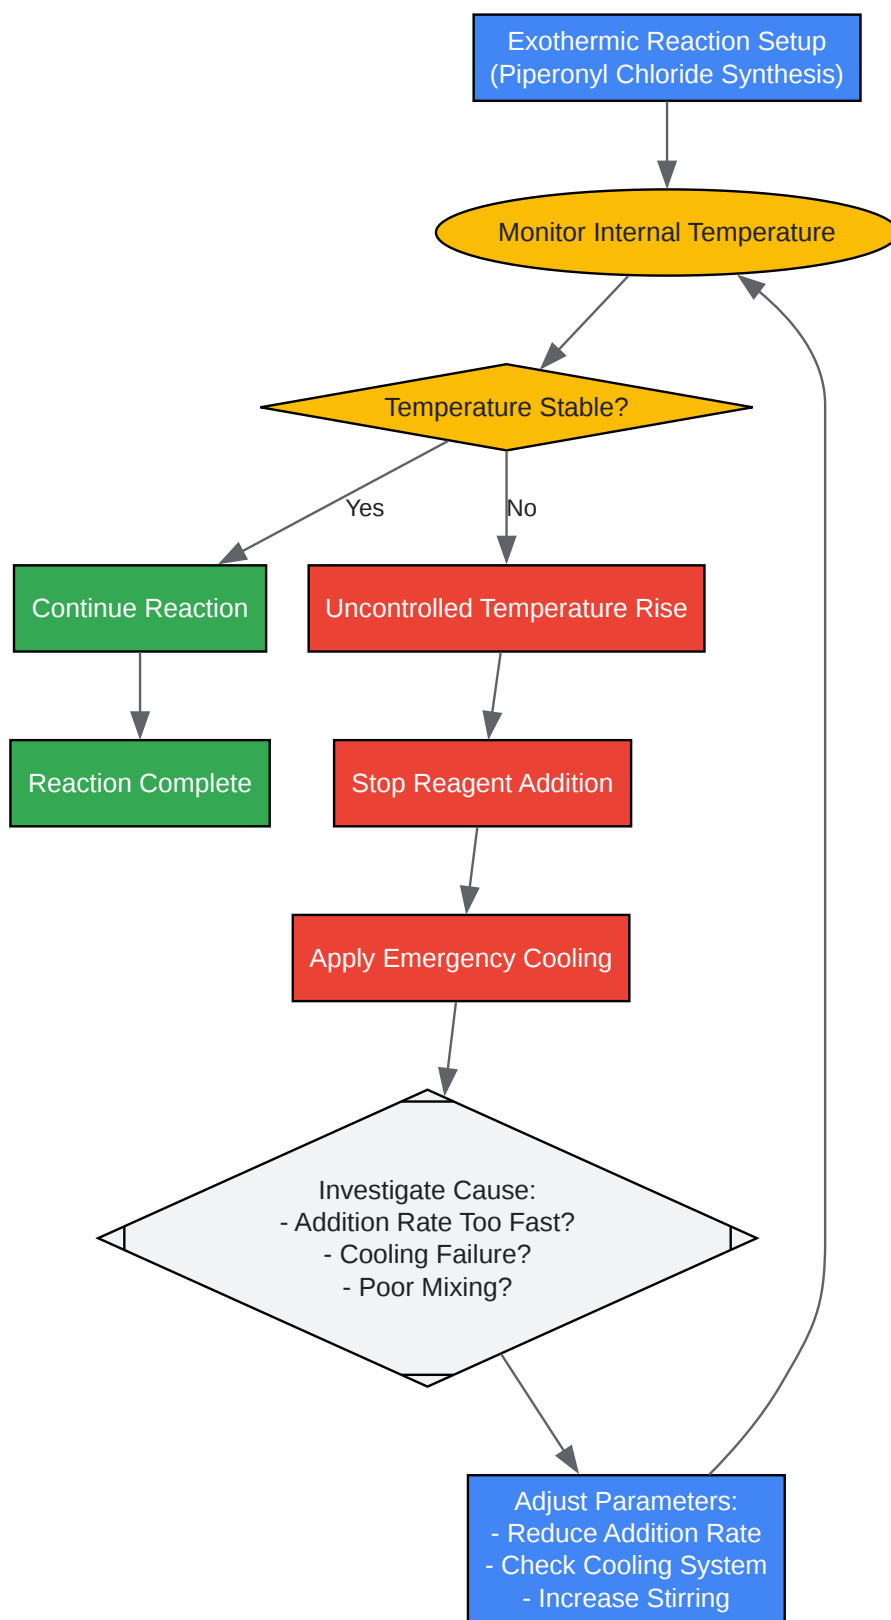 Exothermic Reaction Setup
(Piperonyl Chloride Synthesis)
Monitor Internal Temperature
Temperature Stable?
Yes
No
Continue Reaction
Uncontrolled Temperature Rise
Reaction Complete
Stop Reagent Addition
Apply Emergency Cooling
Investigate Cause:
- Addition Rate Too Fast?
- Cooling Failure?
- Poor Mixing?
Adjust Parameters:
- Reduce Addition Rate
- Check Cooling System
- Increase Stirring